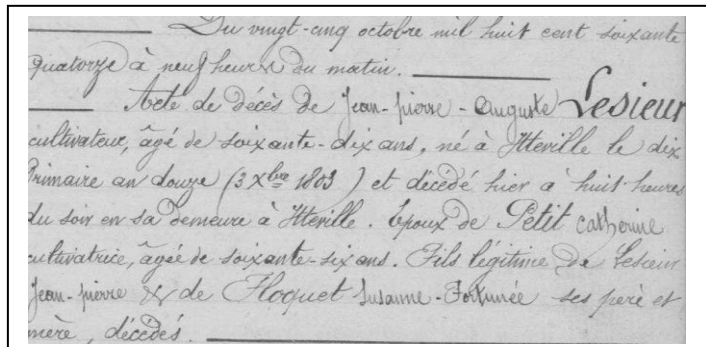 Du vingt-cinq octobre mil huit cent soixante
quatorze à neuf heures du matin.
Acte de décès de Jean-pierre-Auguste Lesieur
cultivateur, âgé de soixante-dix ans, né à Itteville le dix
frimaire an douze (3 Xbre 1803) et décédé hier à huit heures
du soir en sa demeure à Itteville. Epoux de Petit catherine
cultivatrice, âgée de soixante-six ans. Fils légitime de Lesieur
Jean-pierre & de Hoquet Susanne-Fortunée ses père et
mère, décédés.